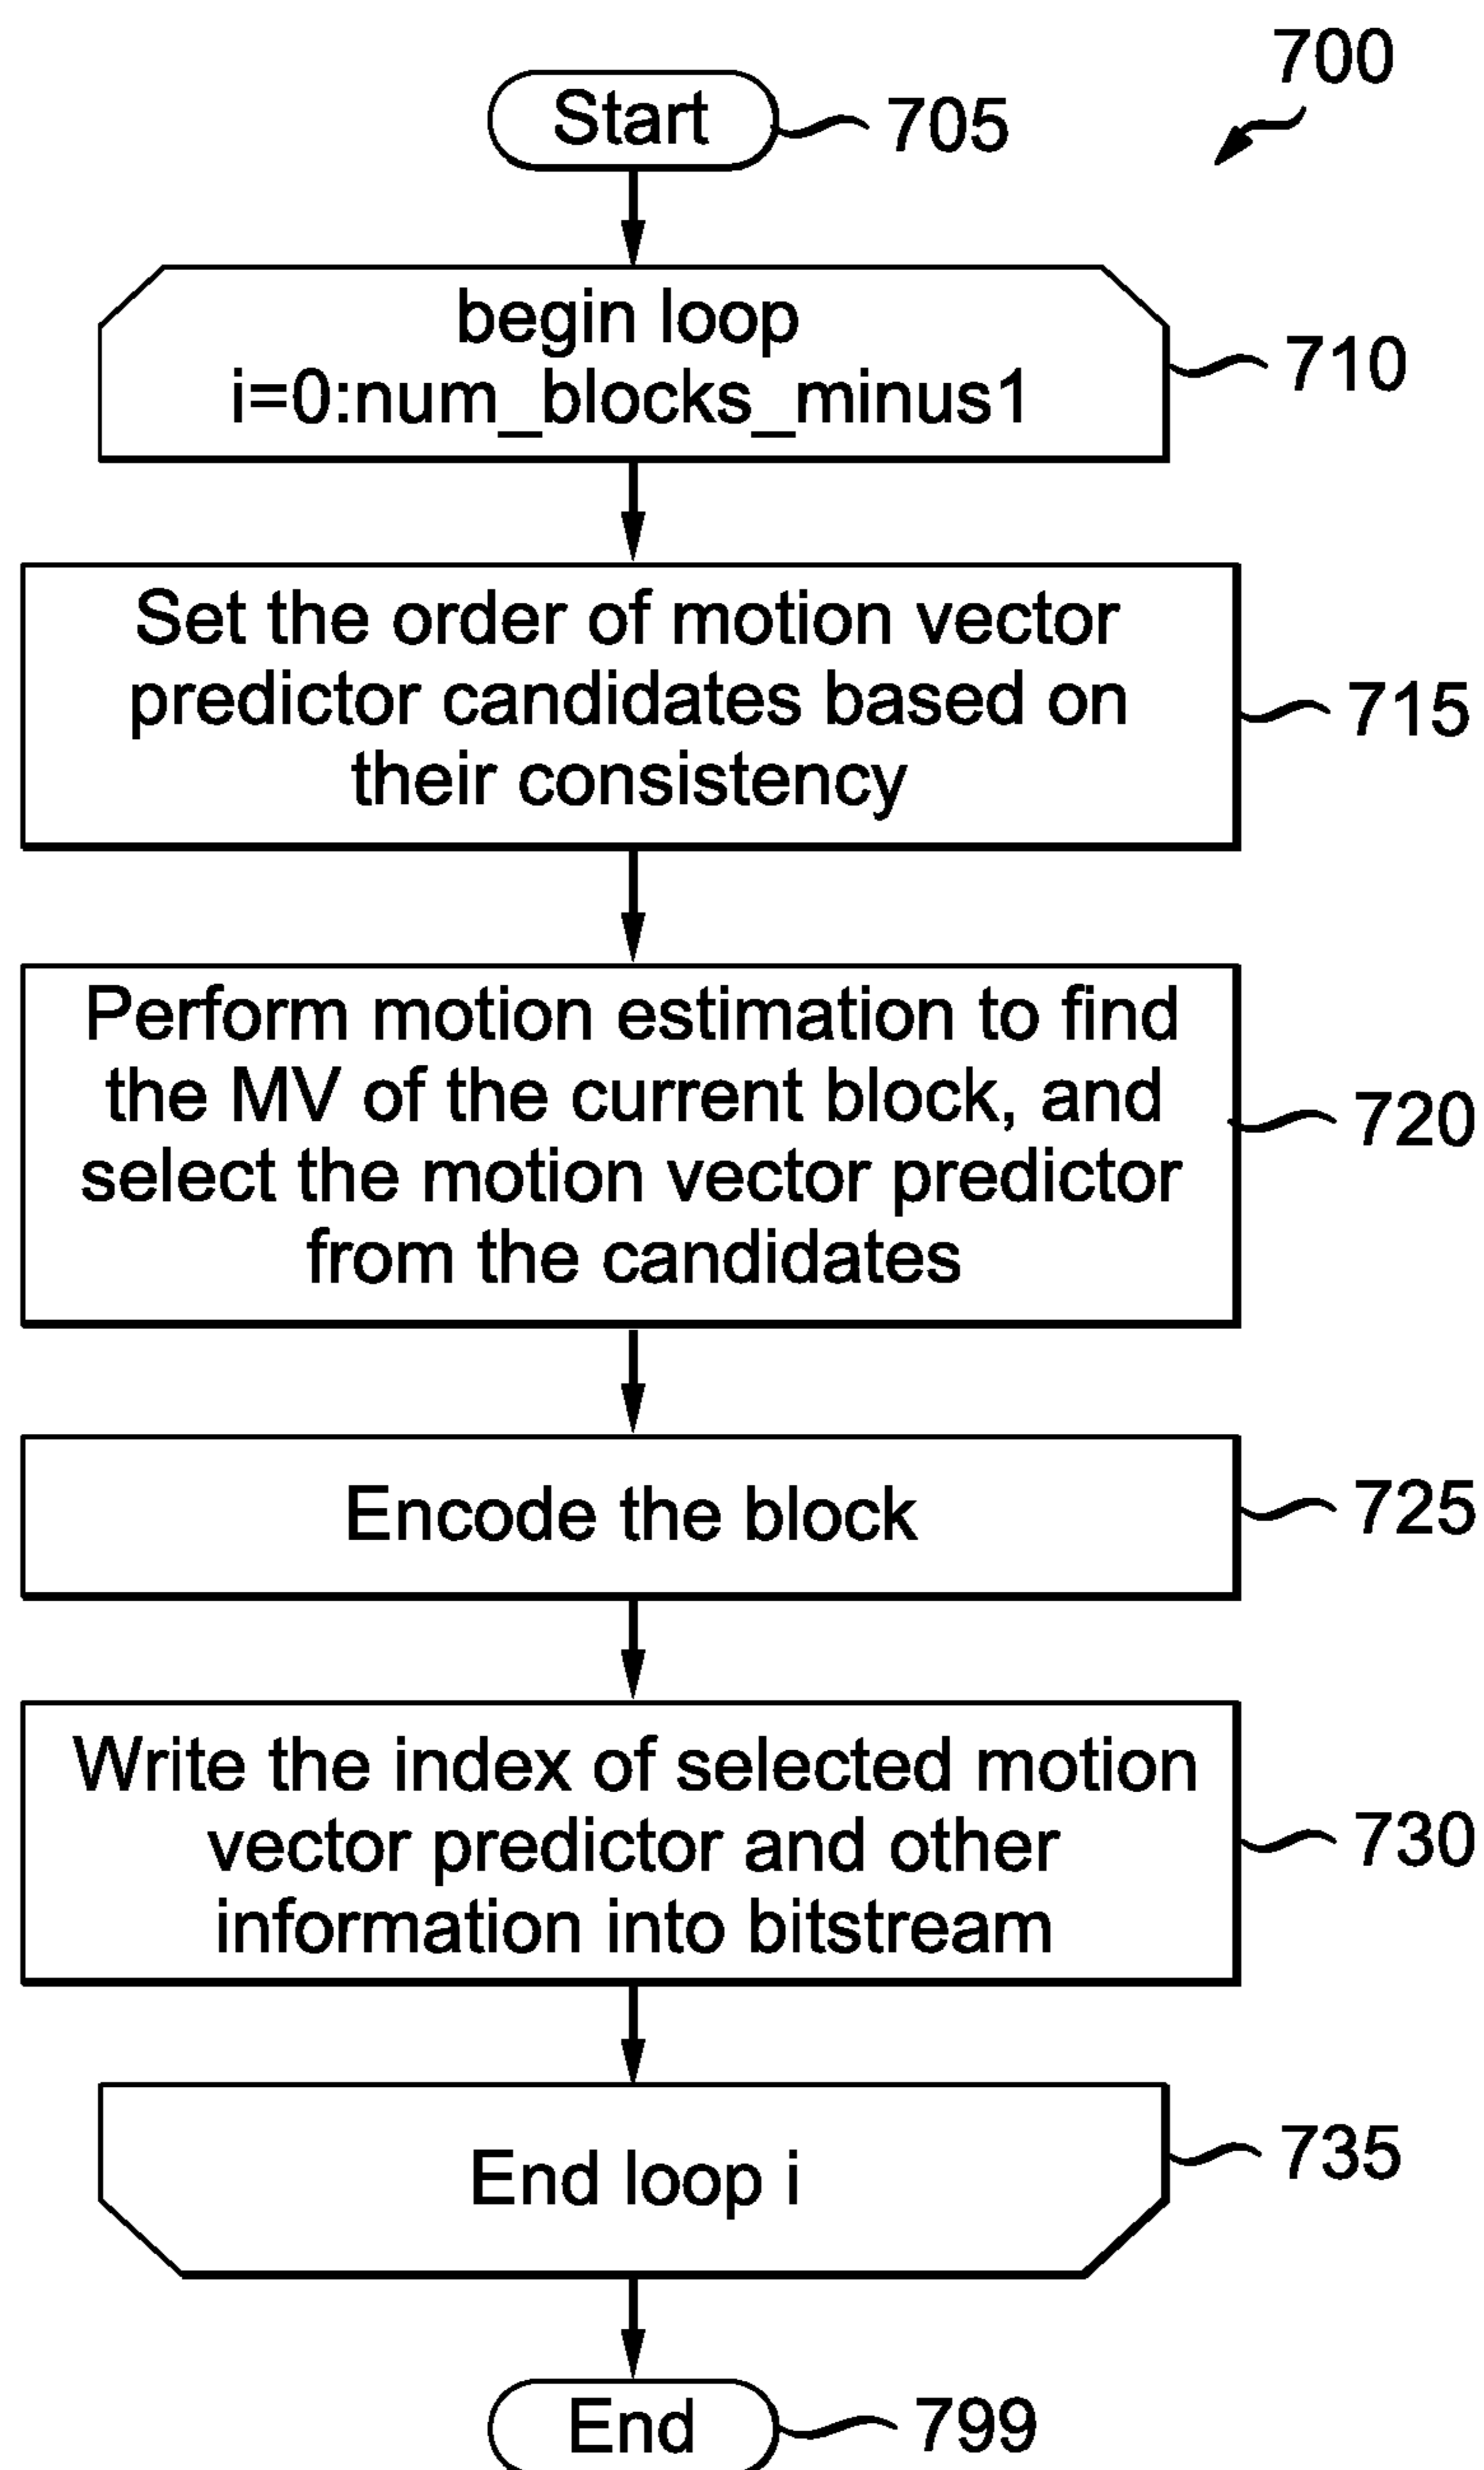 700
Start
705
begin loop
i=0:num_blocks_minus1
710
Set the order of motion vector
predictor candidates based on
their consistency
715
Perform motion estimation to find
the MV of the current block, and
select the motion vector predictor
from the candidates
720
Encode the block
725
Write the index of selected motion
vector predictor and other
information into bitstream
730
End loop i
735
End
799